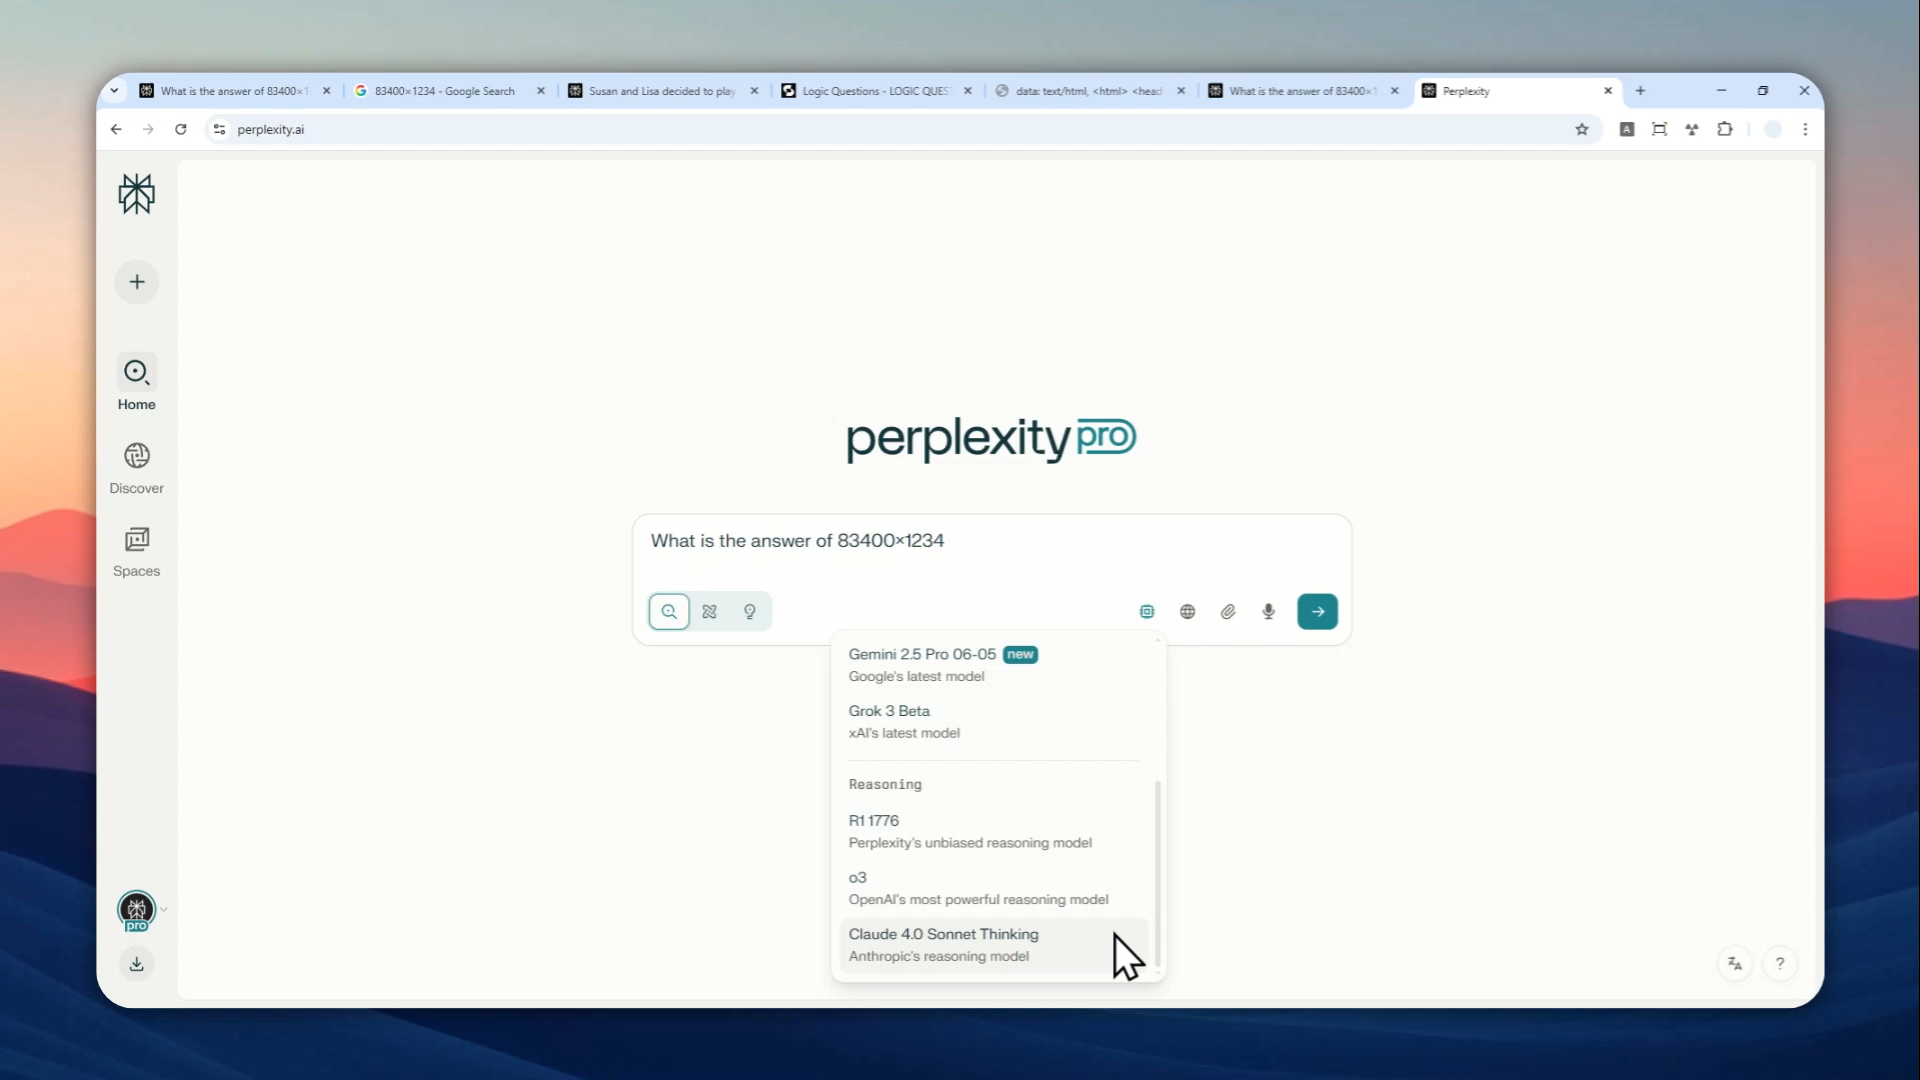 What is the answer of 83400×1
83400×1234 - Google Search
Susan and Lisa decided to play
Logic Questions - LOGIC QUES
data: text/html, <html> <head
What is the answer of 83400×1
Perplexity
perplexity.ai
Home
Discover
Spaces
pro
perplexity pro
What is the answer of 83400×1234
Gemini 2.5 Pro 06-05 new
Google's latest model
Grok 3 Beta
xAI's latest model
Reasoning
R1 1776
Perplexity's unbiased reasoning model
o3
OpenAI's most powerful reasoning model
Claude 4.0 Sonnet Thinking
Anthropic's reasoning model